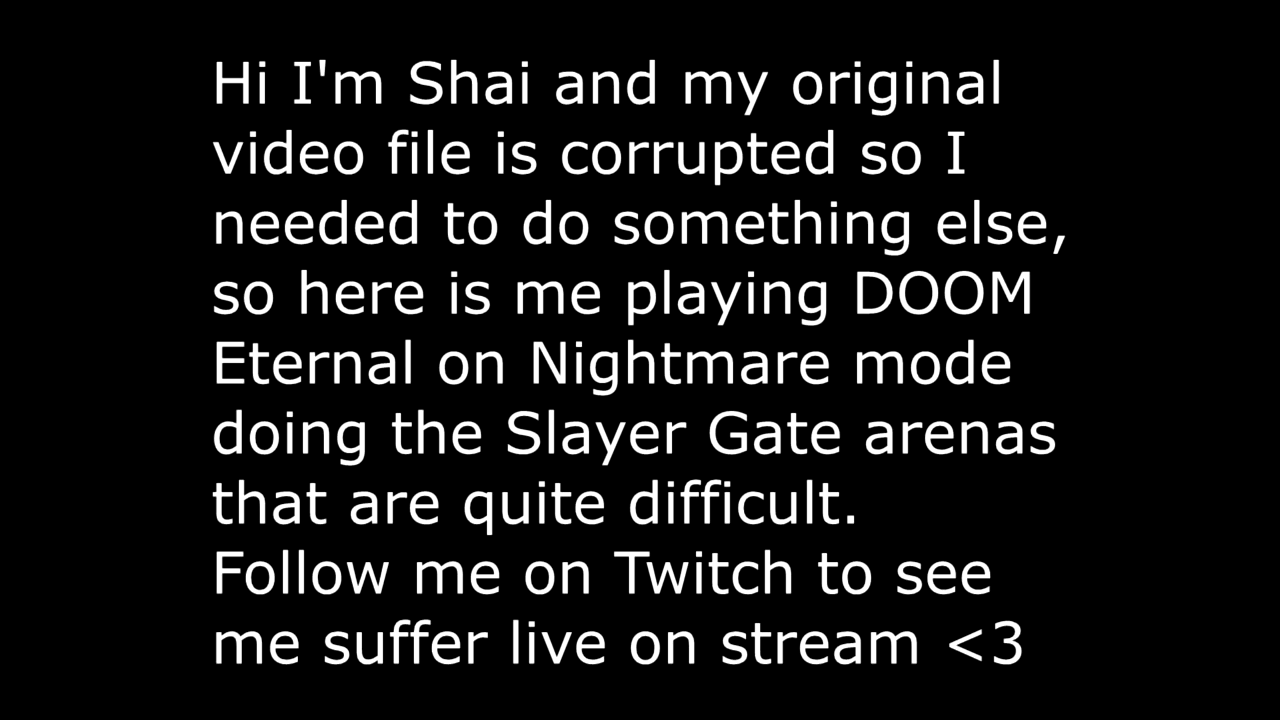 Hi I'm Shai and my original
video file is corrupted so I
needed to do something else,
so here is me playing DOOM
Eternal on Nightmare mode
doing the Slayer Gate arenas
that are quite difficult.
Follow me on Twitch to see
me suffer live on stream <3